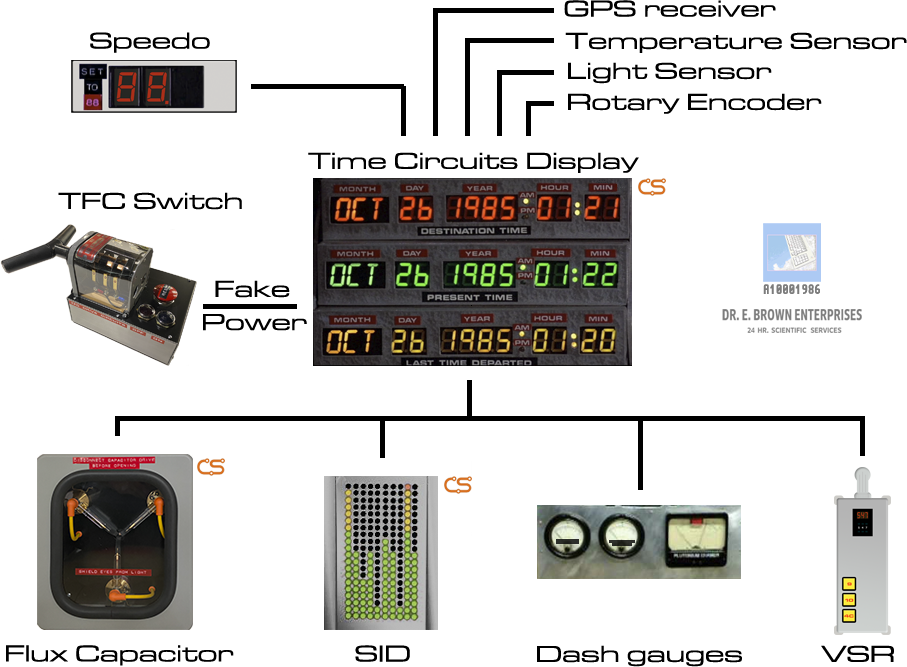 GPS receiver
Speedo
Temperature Sensor
Light Sensor
SET
TO
88
88.
Rotary Encoder
Time Circuits Display
CS
TFC Switch
MONTH DAY YEAR AM PM HOUR MIN
OCT 26 1985 01:21
DESTINATION TIME
MONTH DAY YEAR AM PM HOUR MIN
OCT 26 1985 01:22
PRESENT TIME
MONTH DAY YEAR AM PM HOUR MIN
OCT 26 1985 01:20
LAST TIME DEPARTED
Fake
Power
R10001986
DR. E. BROWN ENTERPRISES
24 HR. SCIENTIFIC SERVICES
DISCONNECT CAPACITOR DRIVE
BEFORE OPENING
CS
SHIELD EYES FROM LIGHT
CS
PLUTONIUM CHAMBER
10
Flux Capacitor
SID
Dash gauges
VSR